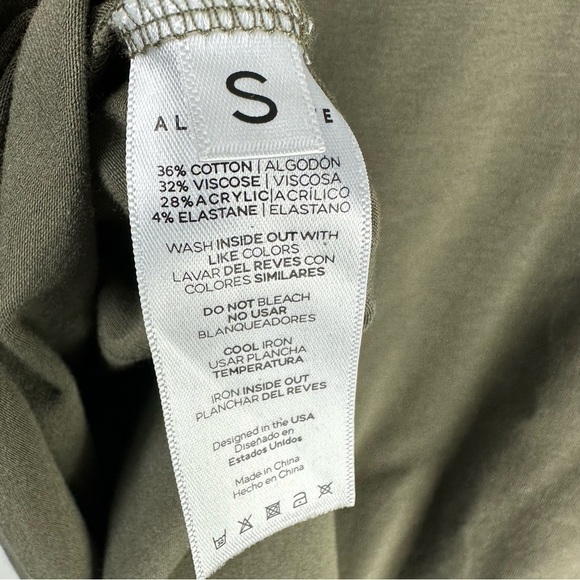 S
AL E
36% COTTON | ALGODÓN
32% VISCOSE | VISCOSA
28% ACRYLIC | ACRÍLICO
4% ELASTANE | ELASTANO
WASH INSIDE OUT WITH
LIKE COLORS
LAVAR DEL REVES CON
COLORES SIMILARES
DO NOT BLEACH
NO USAR
BLANQUEADORES
COOL IRON
USAR PLANCHA
TEMPERATURA
IRON INSIDE OUT
PLANCHAR DEL REVES
Designed in the USA
Diseñado en
Estados Unidos
Made in China
Hecho en China